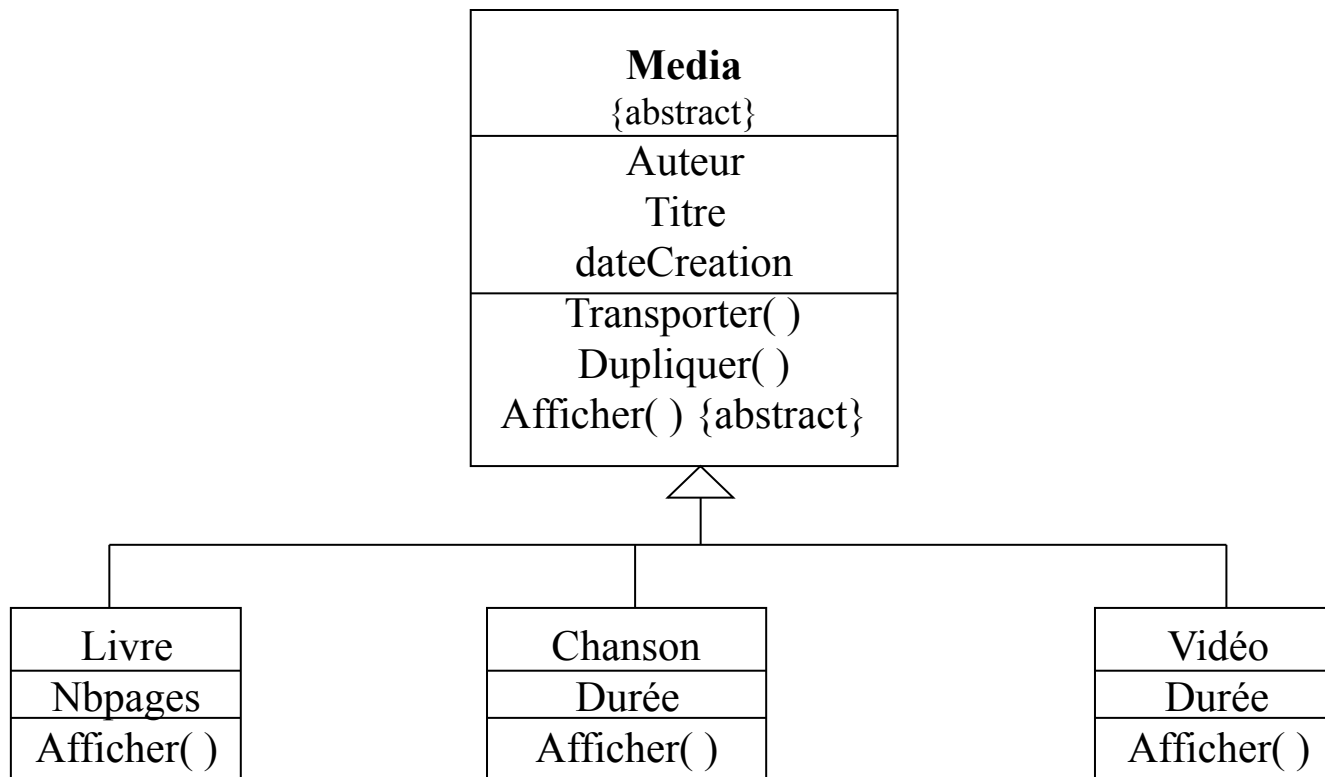 Media
{abstract}
Auteur
Titre
dateCreation
Transporter( )
Dupliquer( )
Afficher( ) {abstract}
Livre
Nbpages
Afficher( )
Chanson
Durée
Afficher( )
Vidéo
Durée
Afficher( )